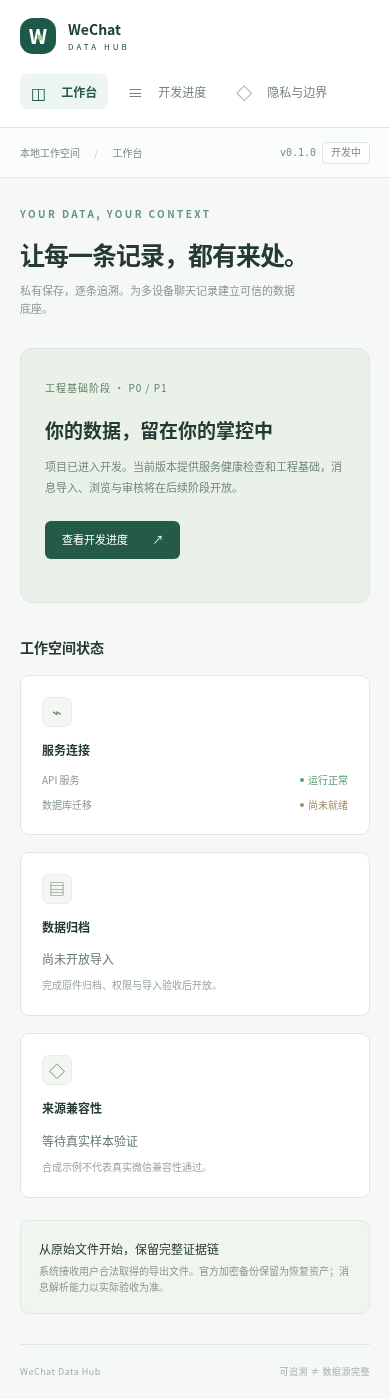 W
WeChat
DATA HUB
工作台
开发进度
隐私与边界
本地工作空间 / 工作台
v0.1.0 开发中
YOUR DATA, YOUR CONTEXT
让每一条记录，都有来处。
私有保存，逐条追溯。为多设备聊天记录建立可信的数据
底座。
工程基础阶段 · P0 / P1
你的数据，留在你的掌控中
项目已进入开发。当前版本提供服务健康检查和工程基础，消
息导入、浏览与审核将在后续阶段开放。
查看开发进度 ↗
工作空间状态
服务连接
API 服务 运行正常
数据库迁移 尚未就绪
数据归档
尚未开放导入
完成原件归档、权限与导入验收后开放。
来源兼容性
等待真实样本验证
合成示例不代表真实微信兼容性通过。
从原始文件开始，保留完整证据链
系统接收用户合法取得的导出文件。官方加密备份保留为恢复资产；消
息解析能力以实际验收为准。
WeChat Data Hub
可追溯 ≠ 数据源完整